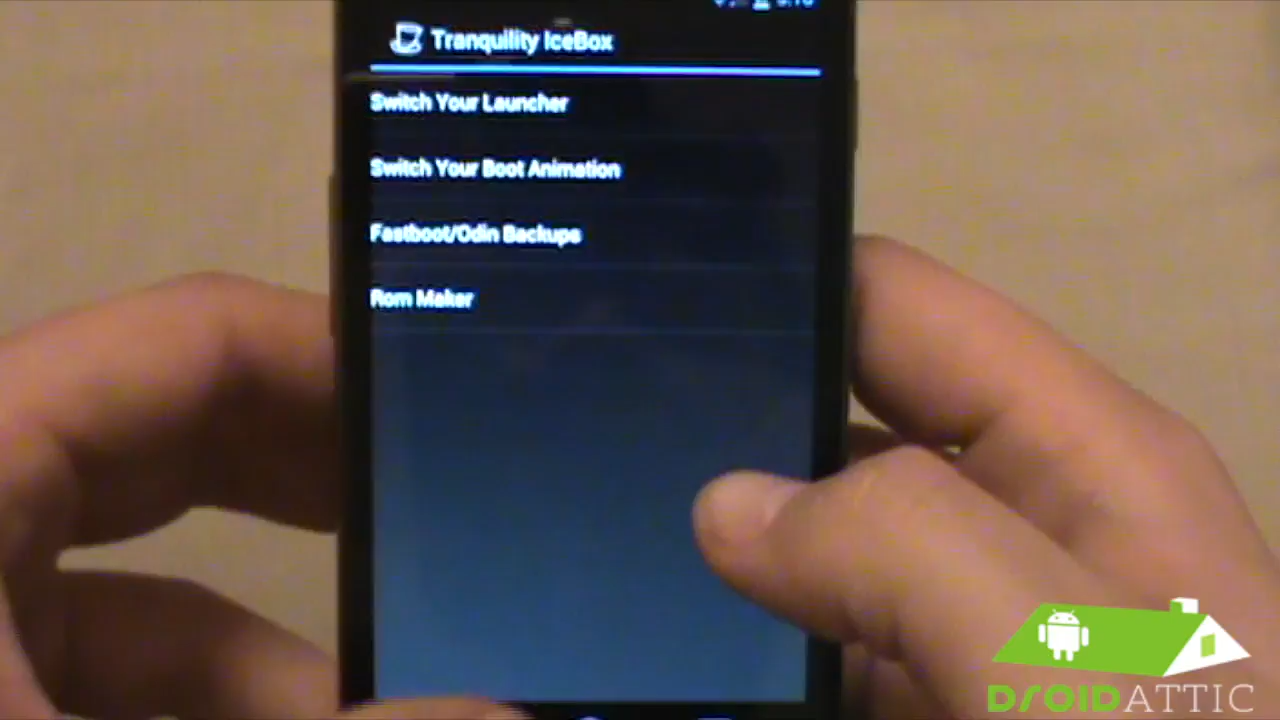 Tranquility IceBox
Switch Your Launcher
Switch Your Boot Animation
Fastboot/Odin Backups
Rom Maker
DROIDATTIC